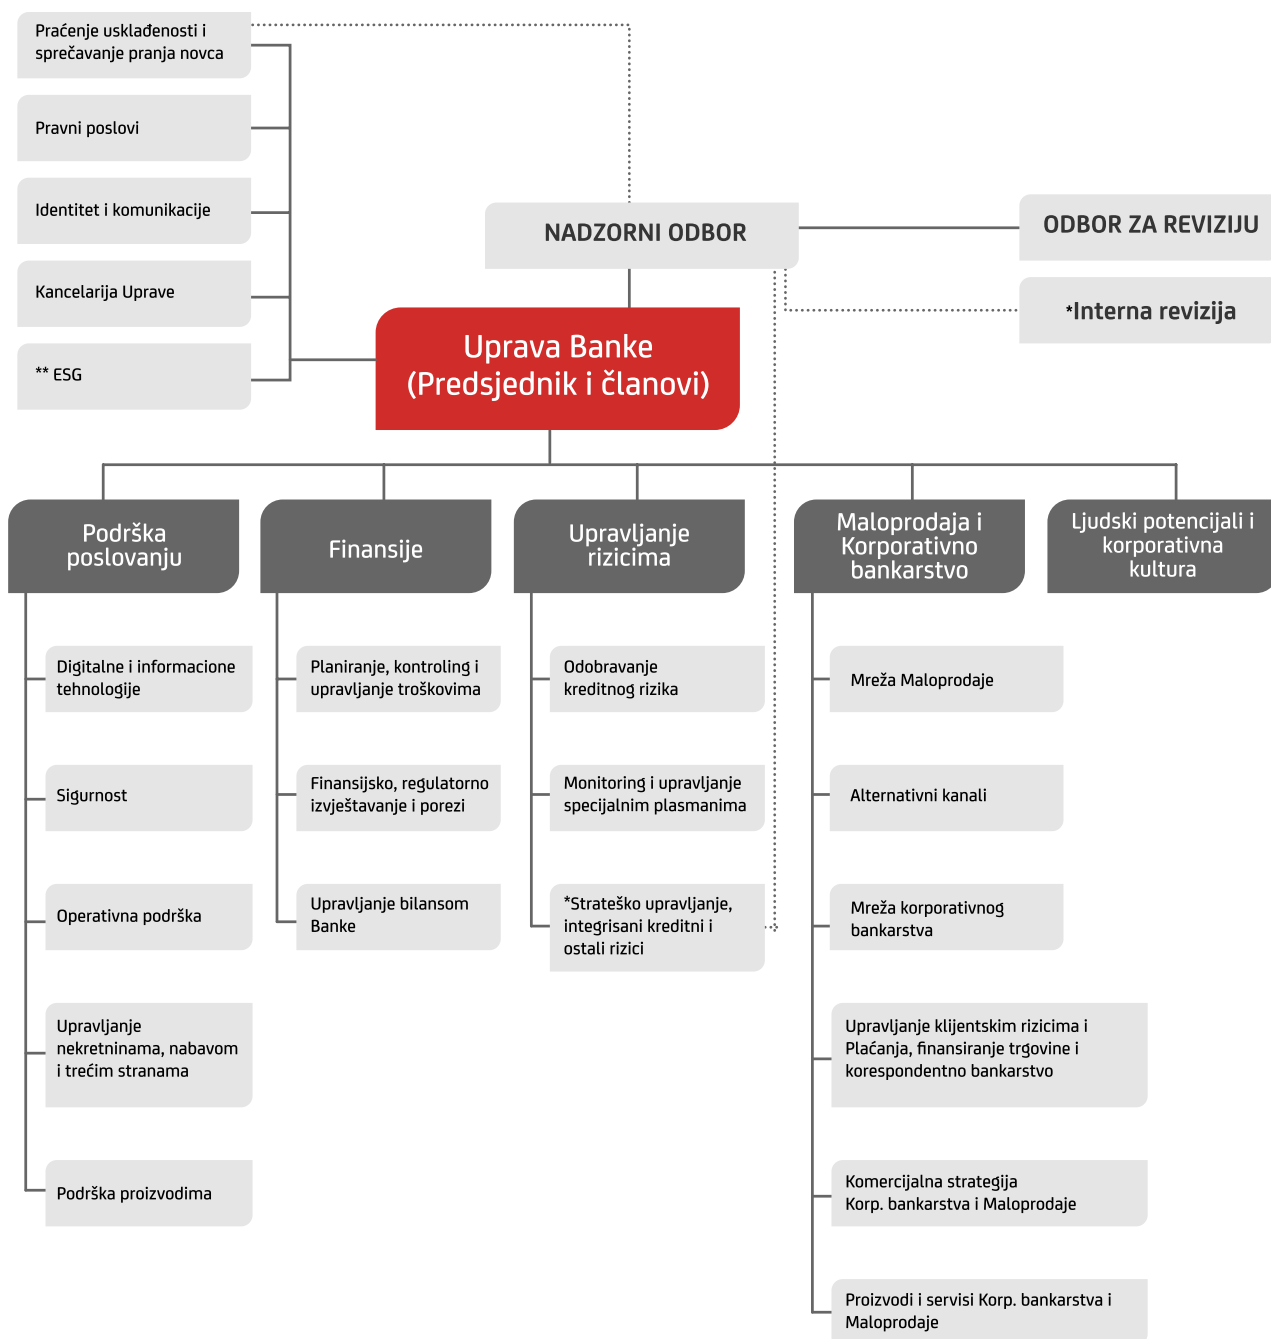 Praćenje usklađenosti i
sprečavanje pranja novca
Pravni poslovi
Identitet i komunikacije
Kancelarija Uprave
** ESG
NADZORNI ODBOR
ODBOR ZA REVIZIJU
*Interna revizija
Uprava Banke
(Predsjednik i članovi)
Podrška
poslovanju
Digitalne i informacione
tehnologije
Sigurnost
Operativna podrška
Upravljanje
nekretninama, nabavom
i trećim stranama
Podrška proizvodima
Finansije
Planiranje, kontroling i
upravljanje troškovima
Finansijsko, regulatorno
izvještavanje i porezi
Upravljanje bilansom
Banke
Upravljanje
rizicima
Odobravanje
kreditnog rizika
Monitoring i upravljanje
specijalnim plasmanima
*Strateško upravljanje,
integrisani kreditni i
ostali rizici
Maloprodaja i
Korporativno
bankarstvo
Mreža Maloprodaje
Alternativni kanali
Mreža korporativnog
bankarstva
Upravljanje klijentskim rizicima i
Plaćanja, finansiranje trgovine i
korespondentno bankarstvo
Komercijalna strategija
Korp. bankarstva i Maloprodaje
Proizvodi i servisi Korp. bankarstva i
Maloprodaje
Ljudski potencijali i
korporativna
kultura